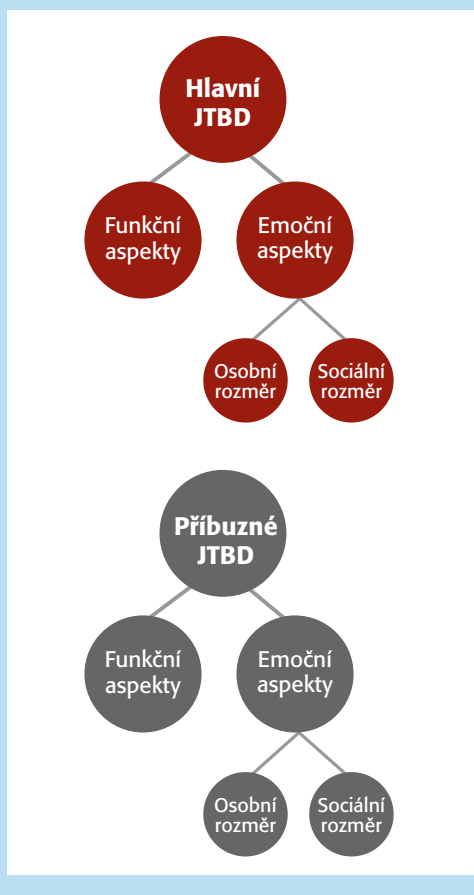 Hlavní
JTBD
Funkční
aspekty
Emoční
aspekty
Osobní
rozměr
Sociální
rozměr
Příbuzné
JTBD
Funkční
aspekty
Emoční
aspekty
Osobní
rozměr
Sociální
rozměr